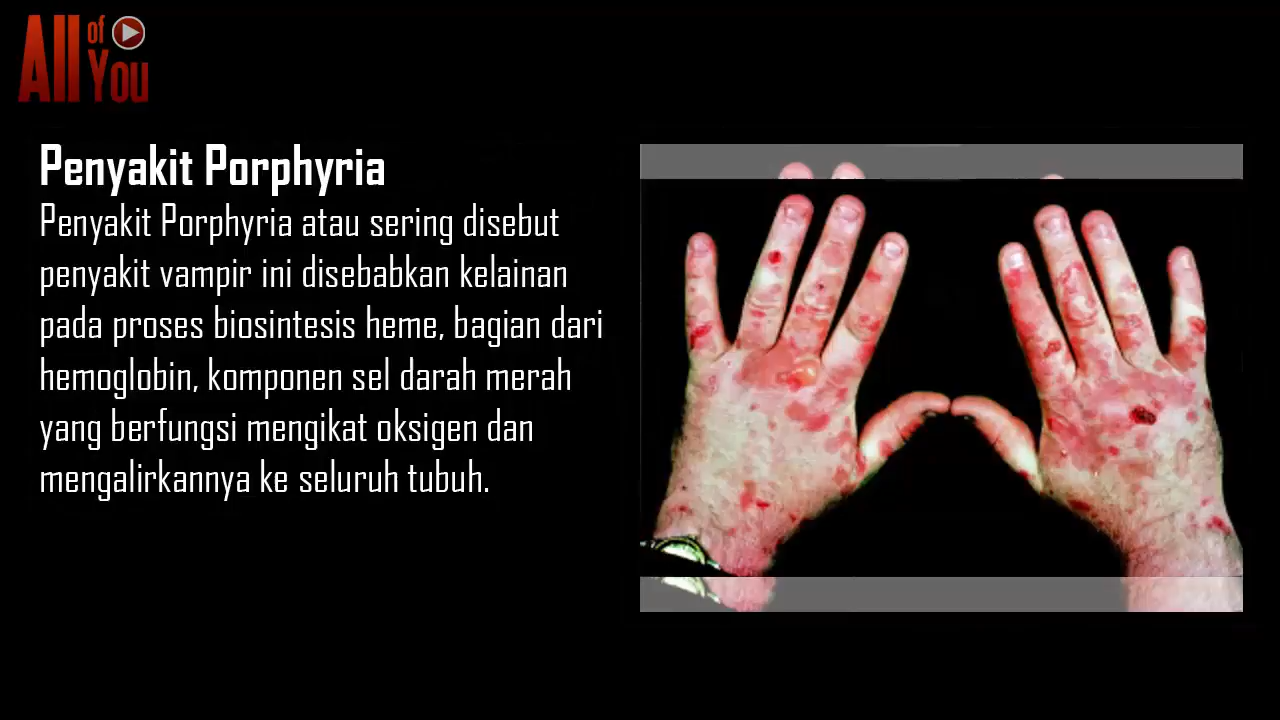 All of You
Penyakit Porphyria
Penyakit Porphyria atau sering disebut
penyakit vampir ini disebabkan kelainan
pada proses biosintesis heme, bagian dari
hemoglobin, komponen sel darah merah
yang berfungsi mengikat oksigen dan
mengalirkannya ke seluruh tubuh.